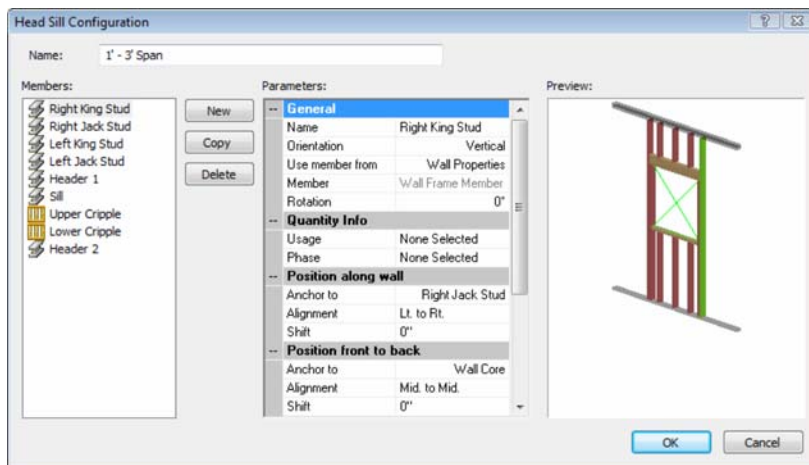 Head Sill Configuration
Name: 1' - 3' Span
Members:
Right King Stud
Right Jack Stud
Left King Stud
Left Jack Stud
Header 1
Sill
Upper Cripple
Lower Cripple
Header 2
New
Copy
Delete
Parameters:
-- General
Name Right King Stud
Orientation Vertical
Use member from Wall Properties
Member Wall Frame Member
Rotation 0°
-- Quantity Info
Usage None Selected
Phase None Selected
-- Position along wall
Anchor to Right Jack Stud
Alignment Lt. to Rt.
Shift 0"
-- Position front to back
Anchor to Wall Core
Alignment Mid. to Mid.
Shift 0"
Preview:
OK
Cancel